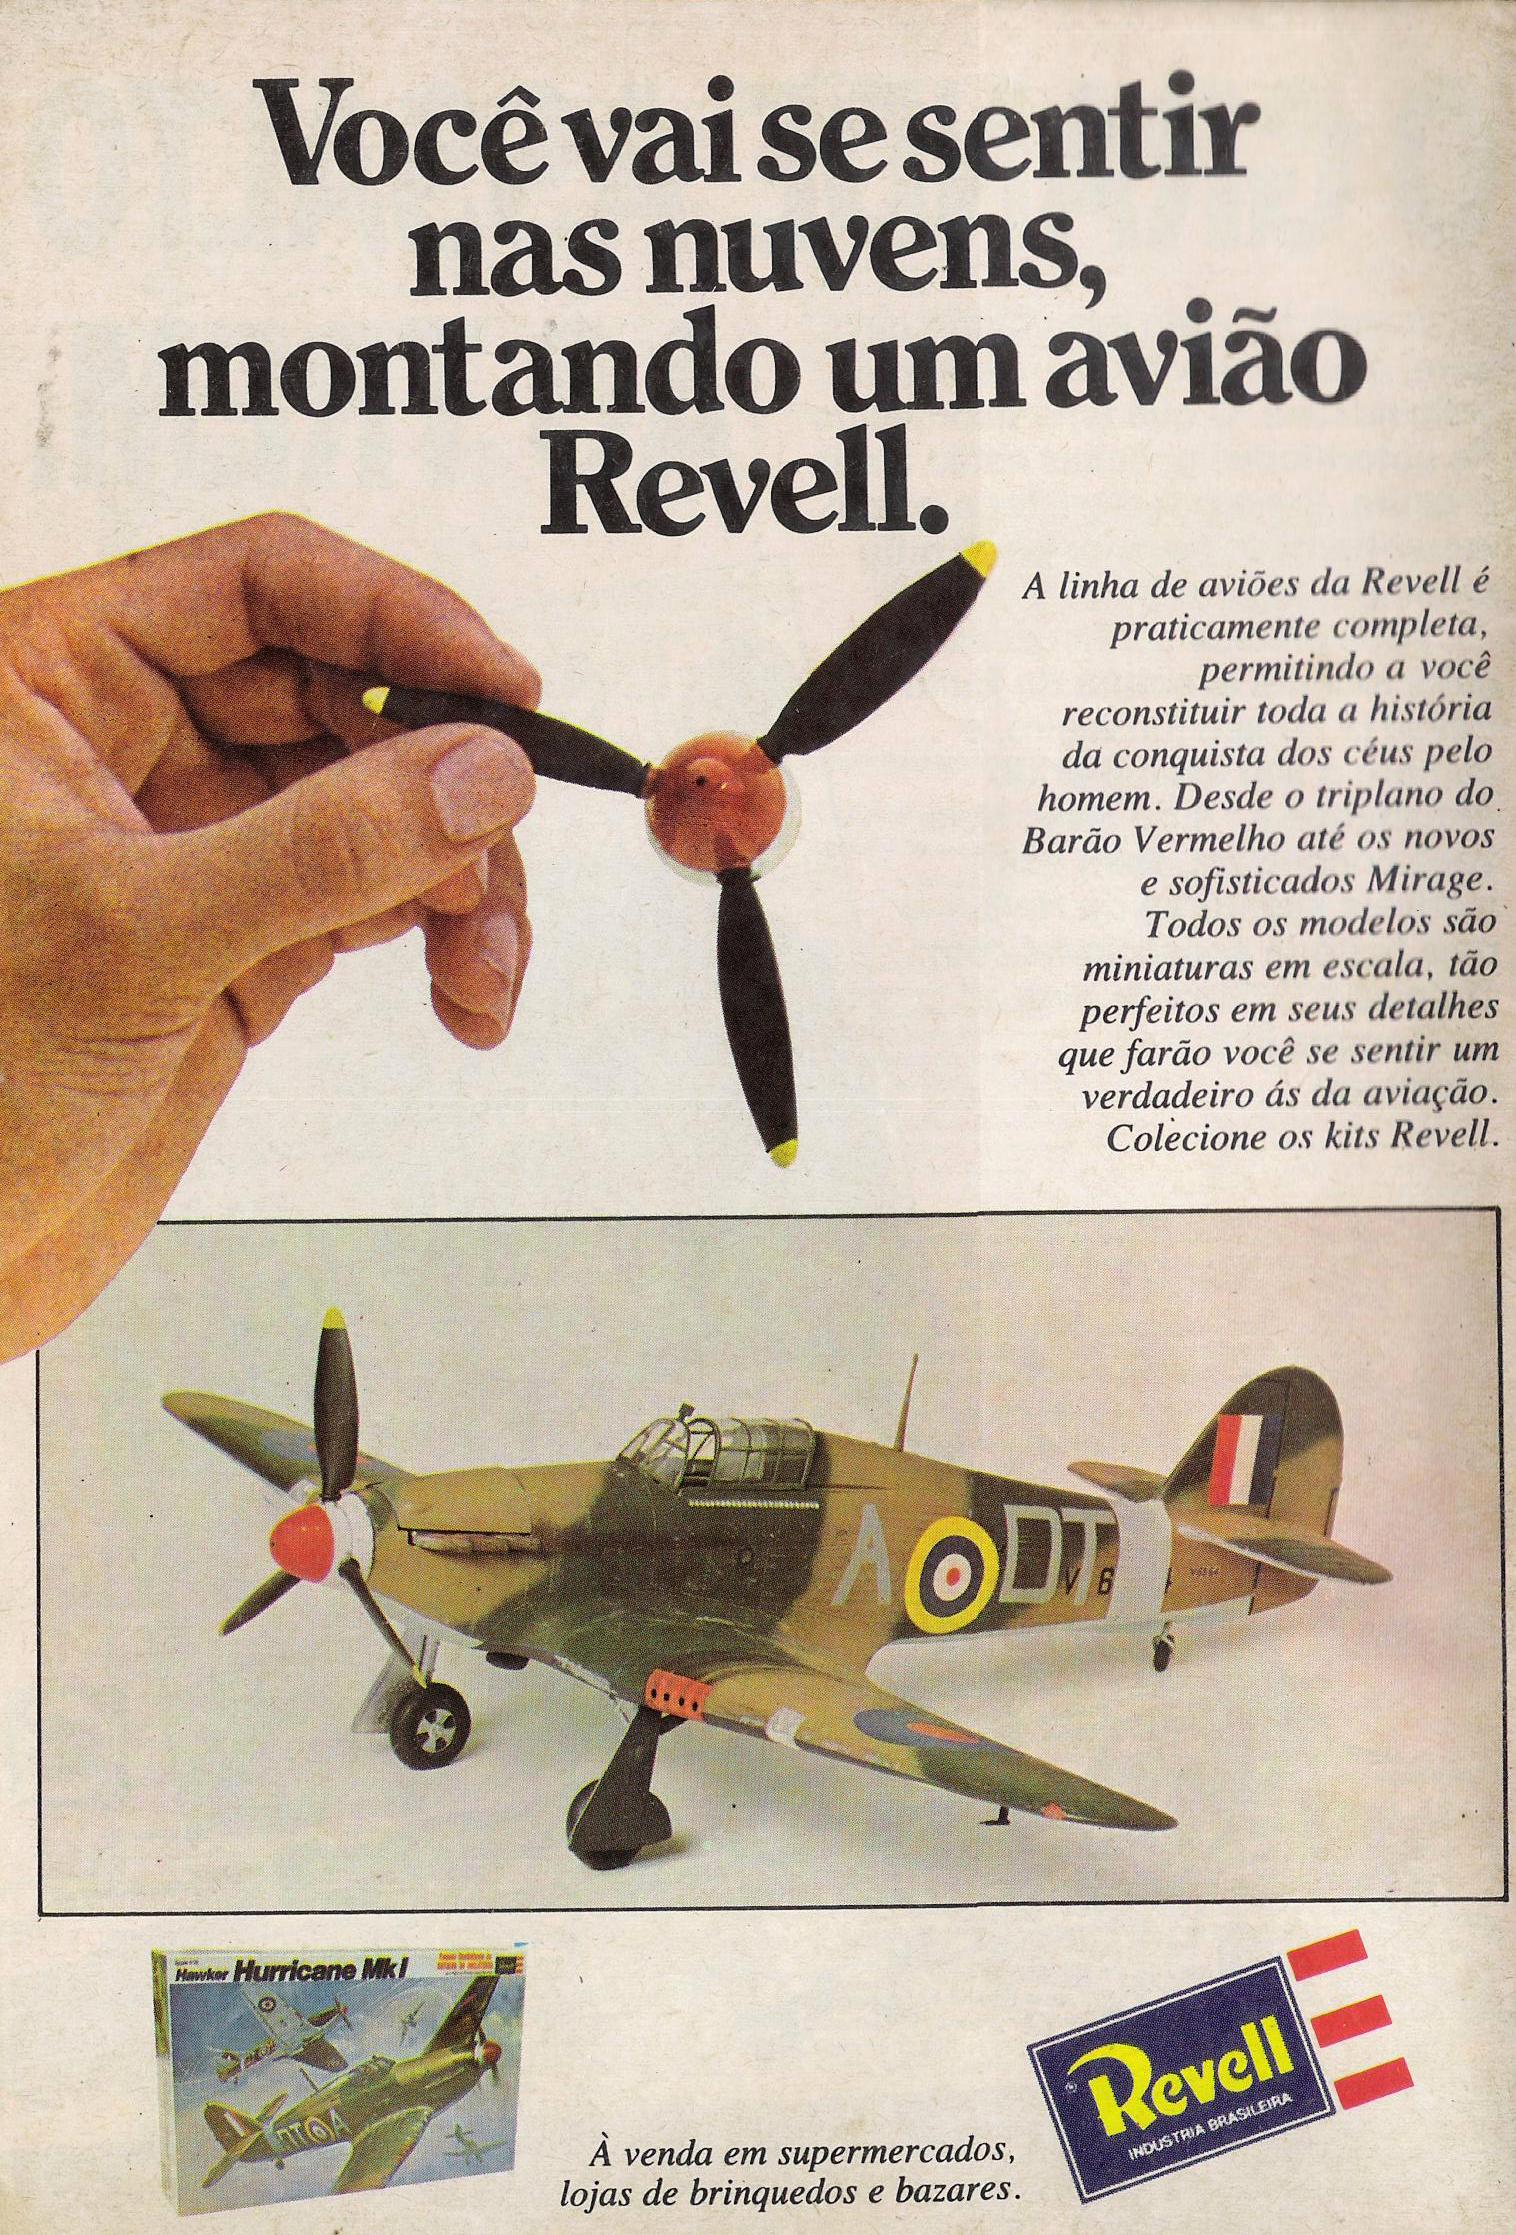 Você vai se sentir
nas nuvens,
montando um avião
Revell.
A linha de aviões da Revell é
praticamente completa,
permitindo a você
reconstituir toda a história
da conquista dos céus pelo
homem. Desde o triplano do
Barão Vermelho até os novos
e sofisticados Mirage.
Todos os modelos são
miniaturas em escala, tão
perfeitos em seus detalhes
que farão você se sentir um
verdadeiro ás da aviação.
Colecione os kits Revell.
A DT
V 6
Hawker Hurricane Mk I
DT A
À venda em supermercados,
lojas de brinquedos e bazares.
Revell
INDUSTRIA BRASILEIRA